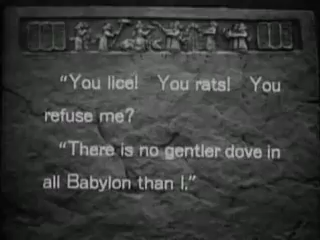 "You lice! You rats! You
refuse me?
"There is no gentler dove in
all Babylon than I."